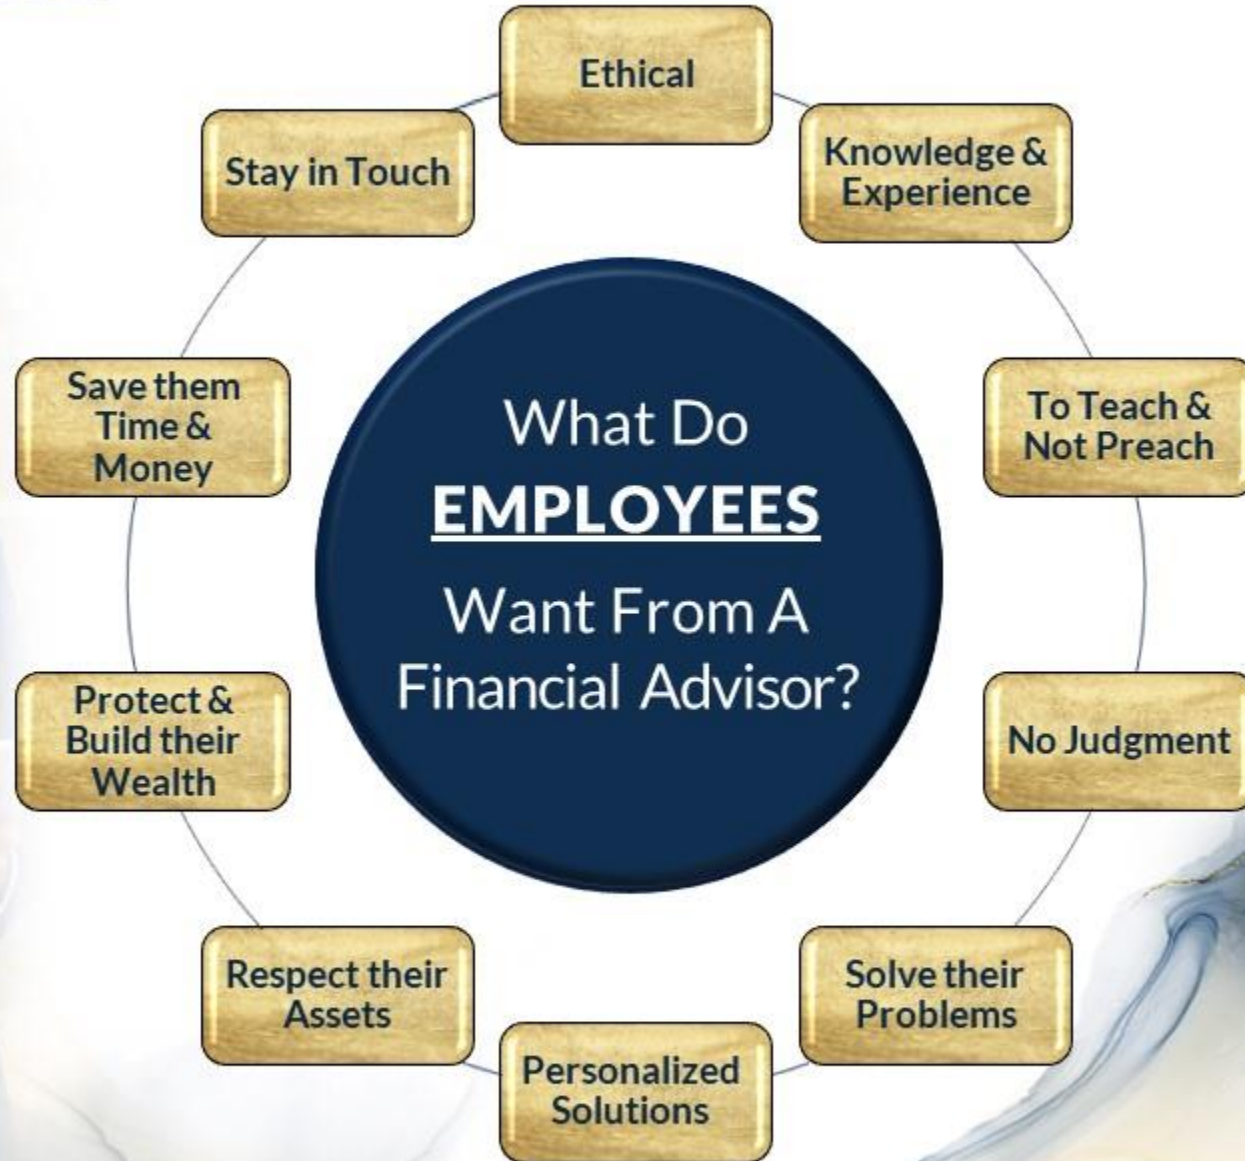 Ethical
Knowledge &
Experience
To Teach &
Not Preach
No Judgment
Solve their
Problems
Personalized
Solutions
Respect their
Assets
Protect &
Build their
Wealth
Save them
Time &
Money
Stay in Touch
What Do
EMPLOYEES
Want From A
Financial Advisor?